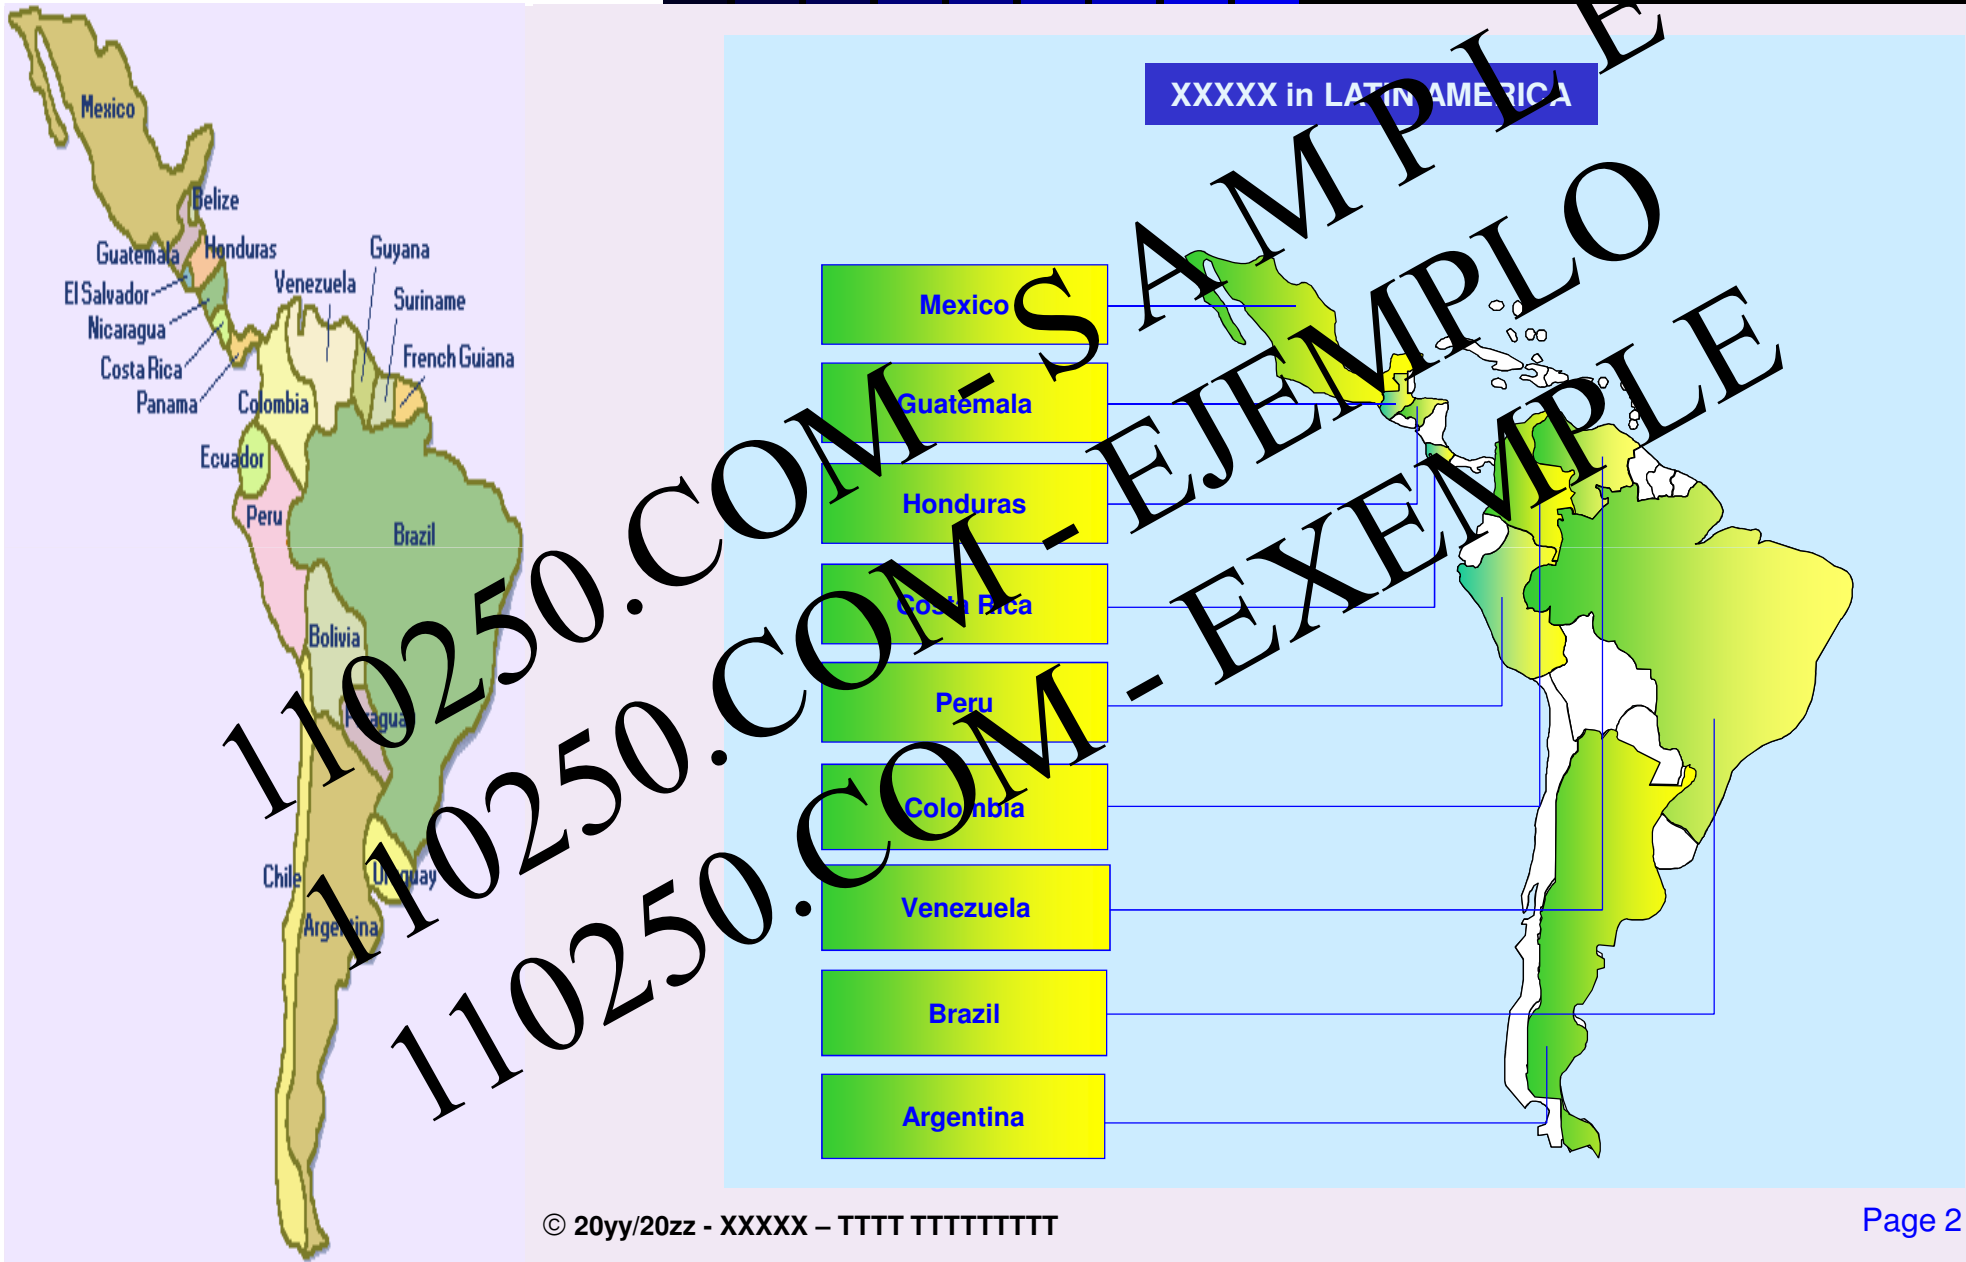 Mexico
Belize
Guatemala
Honduras
El Salvador
Nicaragua
Costa Rica
Panama
Venezuela
Guyana
Suriname
French Guiana
Colombia
Ecuador
Peru
Brazil
Bolivia
Paraguay
Chile
Uruguay
Argentina
XXXXX in LATIN AMERICA
Mexico
Guatemala
Honduras
Costa Rica
Peru
Colombia
Venezuela
Brazil
Argentina
110250.COM - SAMPLE
110250.COM - EJEMPLO
110250.COM - EXEMPLE
© 20yy/20zz - XXXXX – TTTT TTTTTTTTT
Page 2